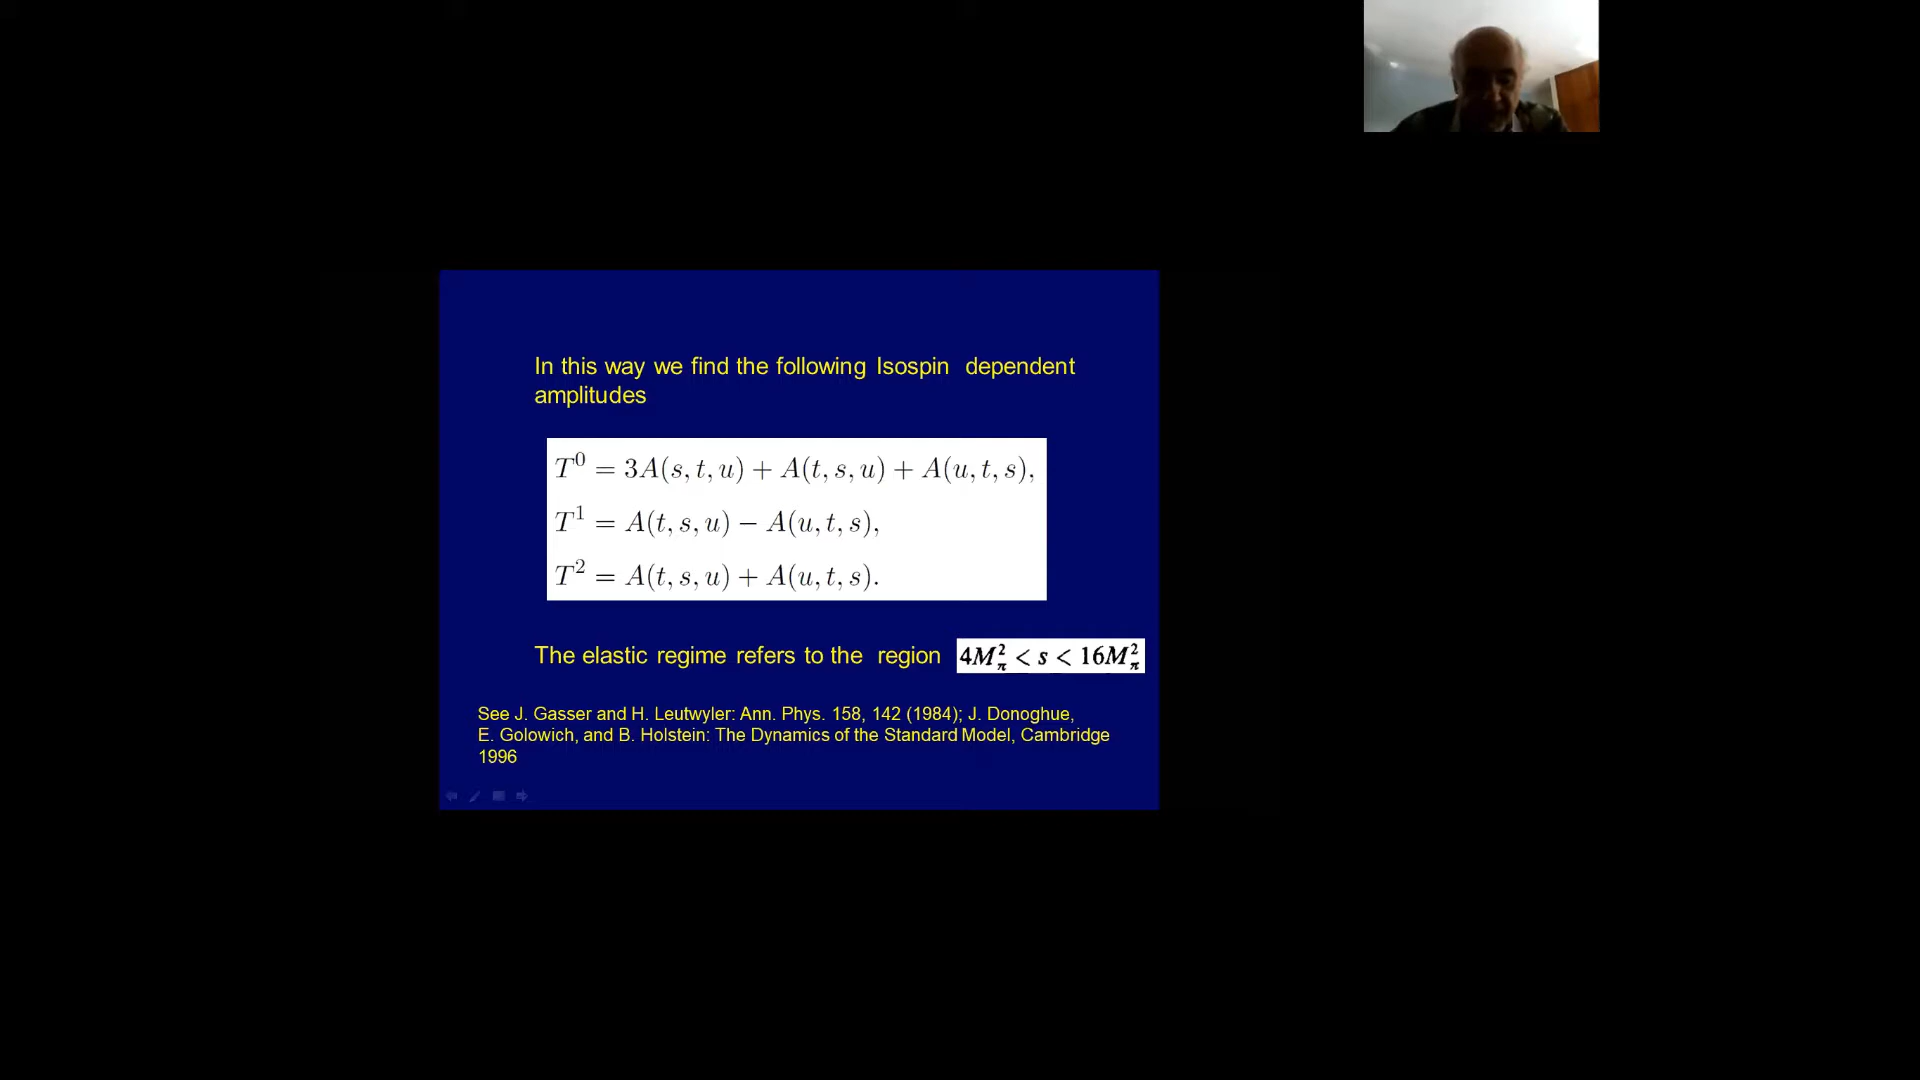 In this way we find the following Isospin dependent
amplitudes
T^0 = 3A(s, t, u) + A(t, s, u) + A(u, t, s),
T^1 = A(t, s, u) − A(u, t, s),
T^2 = A(t, s, u) + A(u, t, s).
The elastic regime refers to the region 4M_π^2 < s < 16M_π^2
See J. Gasser and H. Leutwyler: Ann. Phys. 158, 142 (1984); J. Donoghue,
E. Golowich, and B. Holstein: The Dynamics of the Standard Model, Cambridge
1996